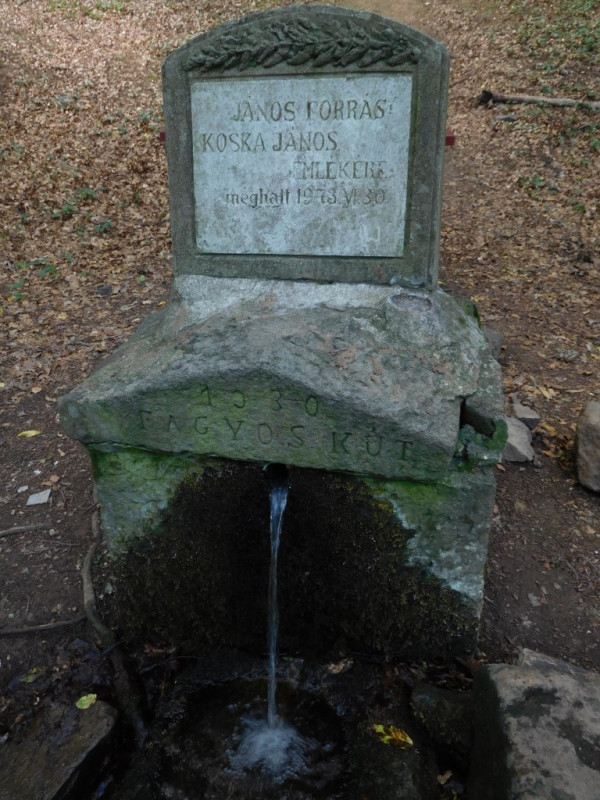 JÁNOS FORRÁS
KOSKA JÁNOS
EMLÉKÉRE
meghalt 1973.VI.30
1930
FAGYOS KÚT